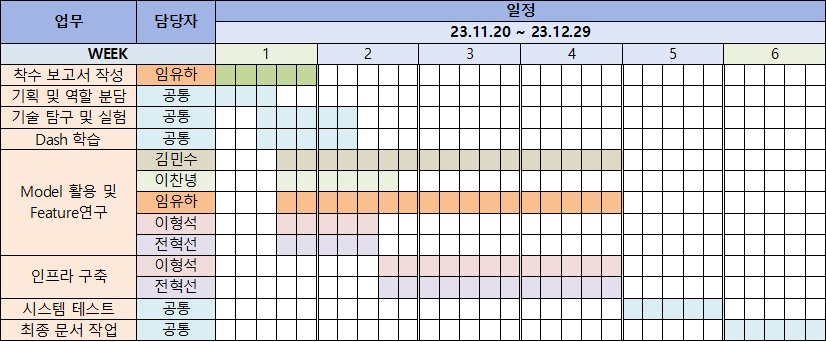 업무 담당자 일정
23.11.20 ~ 23.12.29
WEEK 1 2 3 4 5 6
착수 보고서 작성 임유하
기획 및 역할 분담 공통
기술 탐구 및 실험 공통
Dash 학습 공통
Model 활용 및
Feature연구
김민수
이찬녕
임유하
이형석
전혁선
인프라 구축
이형석
전혁선
시스템 테스트 공통
최종 문서 작업 공통